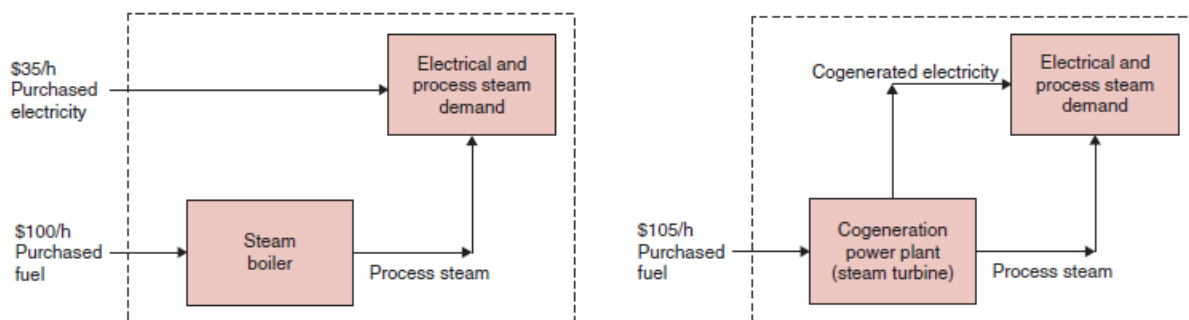 $35/h
Purchased
electricity
Electrical and
process steam
demand
$100/h
Purchased
fuel
Steam
boiler
Process steam
Cogenerated electricity
Electrical and
process steam
demand
$105/h
Purchased
fuel
Cogeneration
power plant
(steam turbine)
Process steam